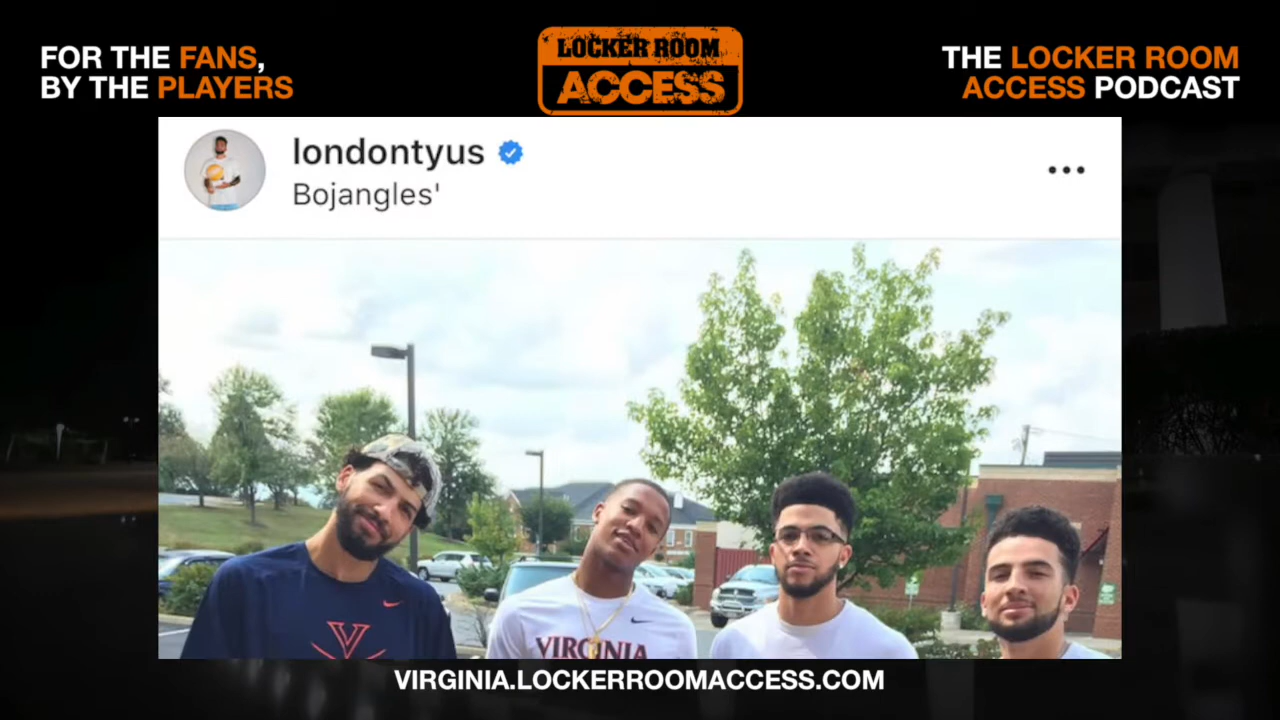 FOR THE FANS,
BY THE PLAYERS
LOCKER ROOM
ACCESS
THE LOCKER ROOM
ACCESS PODCAST
londontyus
Bojangles'
V
VIRGINIA
VIRGINIA.LOCKERROOMACCESS.COM